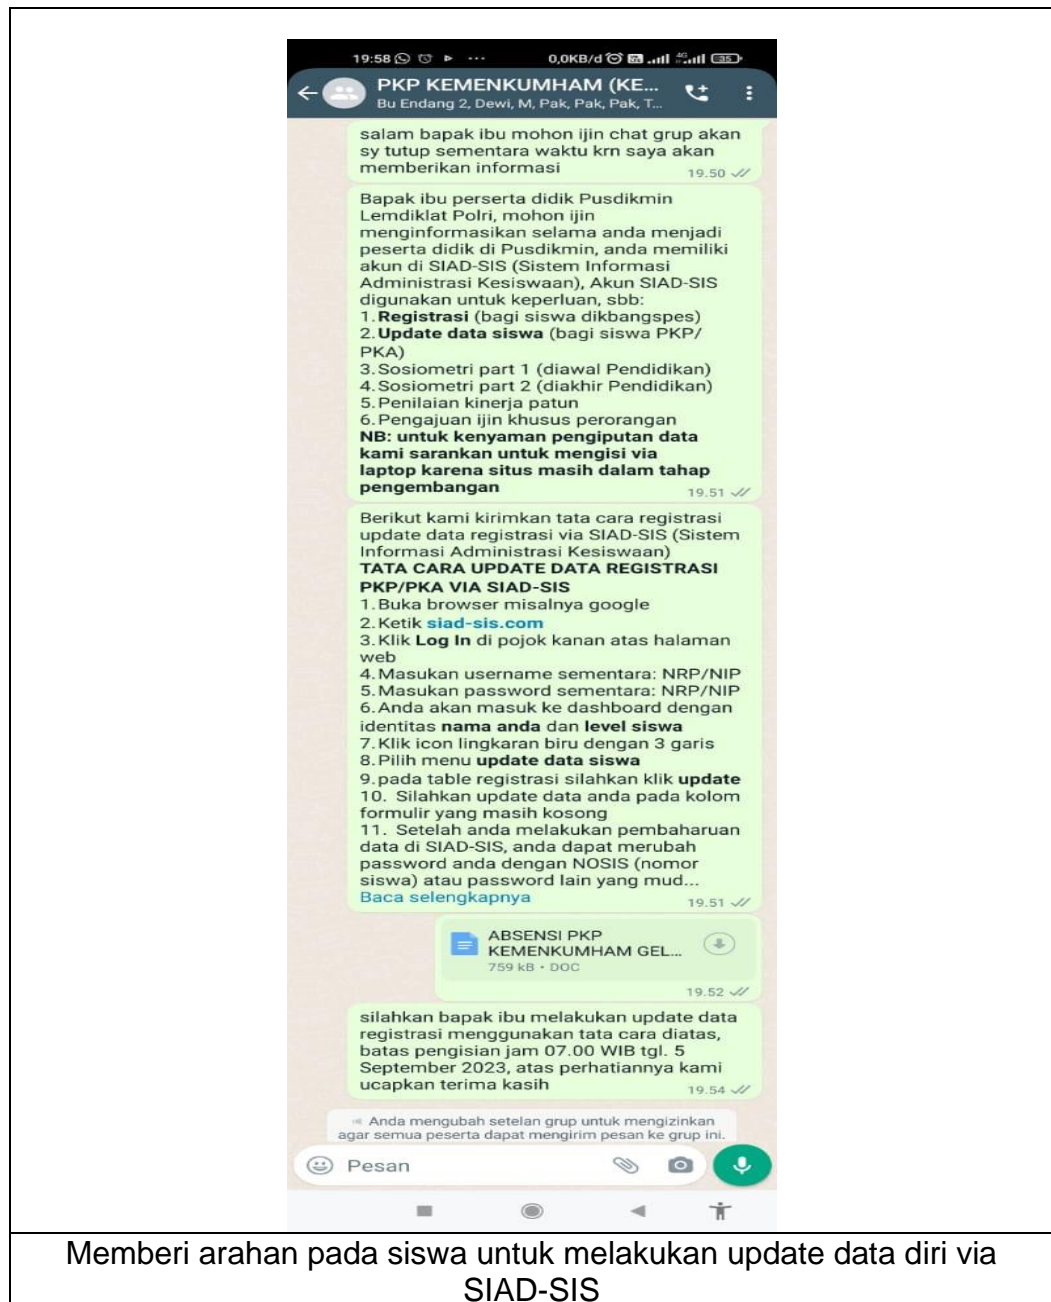 19:58 ... 0,0KB/d 4G 35
PKP KEMENKUMHAM (KE...
Bu Endang 2, Dewi, M, Pak, Pak, Pak, T...
salam bapak ibu mohon ijin chat grup akan
sy tutup sementara waktu krn saya akan
memberikan informasi
19.50
Bapak ibu perserta didik Pusdikmin
Lemdiklat Polri, mohon ijin
menginformasikan selama anda menjadi
peserta didik di Pusdikmin, anda memiliki
akun di SIAD-SIS (Sistem Informasi
Administrasi Kesiswaan), Akun SIAD-SIS
digunakan untuk keperluan, sbb:
1. Registrasi (bagi siswa dikbangspes)
2. Update data siswa (bagi siswa PKP/
PKA)
3. Sosiometri part 1 (diawal Pendidikan)
4. Sosiometri part 2 (diakhir Pendidikan)
5. Penilaian kinerja patun
6. Pengajuan ijin khusus perorangan
NB: untuk kenyaman pengiputan data
kami sarankan untuk mengisi via
laptop karena situs masih dalam tahap
pengembangan
19.51
Berikut kami kirimkan tata cara registrasi
update data registrasi via SIAD-SIS (Sistem
Informasi Administrasi Kesiswaan)
TATA CARA UPDATE DATA REGISTRASI
PKP/PKA VIA SIAD-SIS
1. Buka browser misalnya google
2. Ketik siad-sis.com
3. Klik Log In di pojok kanan atas halaman
web
4. Masukan username sementara: NRP/NIP
5. Masukan password sementara: NRP/NIP
6. Anda akan masuk ke dashboard dengan
identitas nama anda dan level siswa
7. Klik icon lingkaran biru dengan 3 garis
8. Pilih menu update data siswa
9. pada table registrasi silahkan klik update
10. Silahkan update data anda pada kolom
formulir yang masih kosong
11. Setelah anda melakukan pembaharuan
data di SIAD-SIS, anda dapat merubah
password anda dengan NOSIS (nomor
siswa) atau password lain yang mud...
Baca selengkapnya
19.51
ABSENSI PKP
KEMENKUMHAM GEL...
759 kB • DOC
19.52
silahkan bapak ibu melakukan update data
registrasi menggunakan tata cara diatas,
batas pengisian jam 07.00 WIB tgl. 5
September 2023, atas perhatiannya kami
ucapkan terima kasih
19.54
Anda mengubah setelan grup untuk mengizinkan
agar semua peserta dapat mengirim pesan ke grup ini.
Pesan
Memberi arahan pada siswa untuk melakukan update data diri via
SIAD-SIS